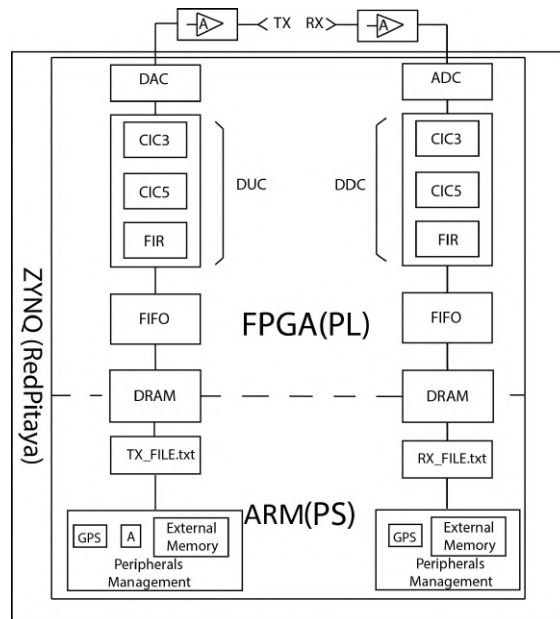 A
TX
RX
A
DAC
ADC
CIC3
CIC5
FIR
DUC
DDC
CIC3
CIC5
FIR
FIFO
FPGA(PL)
FIFO
ZYNQ (RedPitaya)
DRAM
DRAM
TX_FILE.txt
RX_FILE.txt
ARM(PS)
GPS
A
External
Memory
Peripherals
Management
GPS
External
Memory
Peripherals
Management